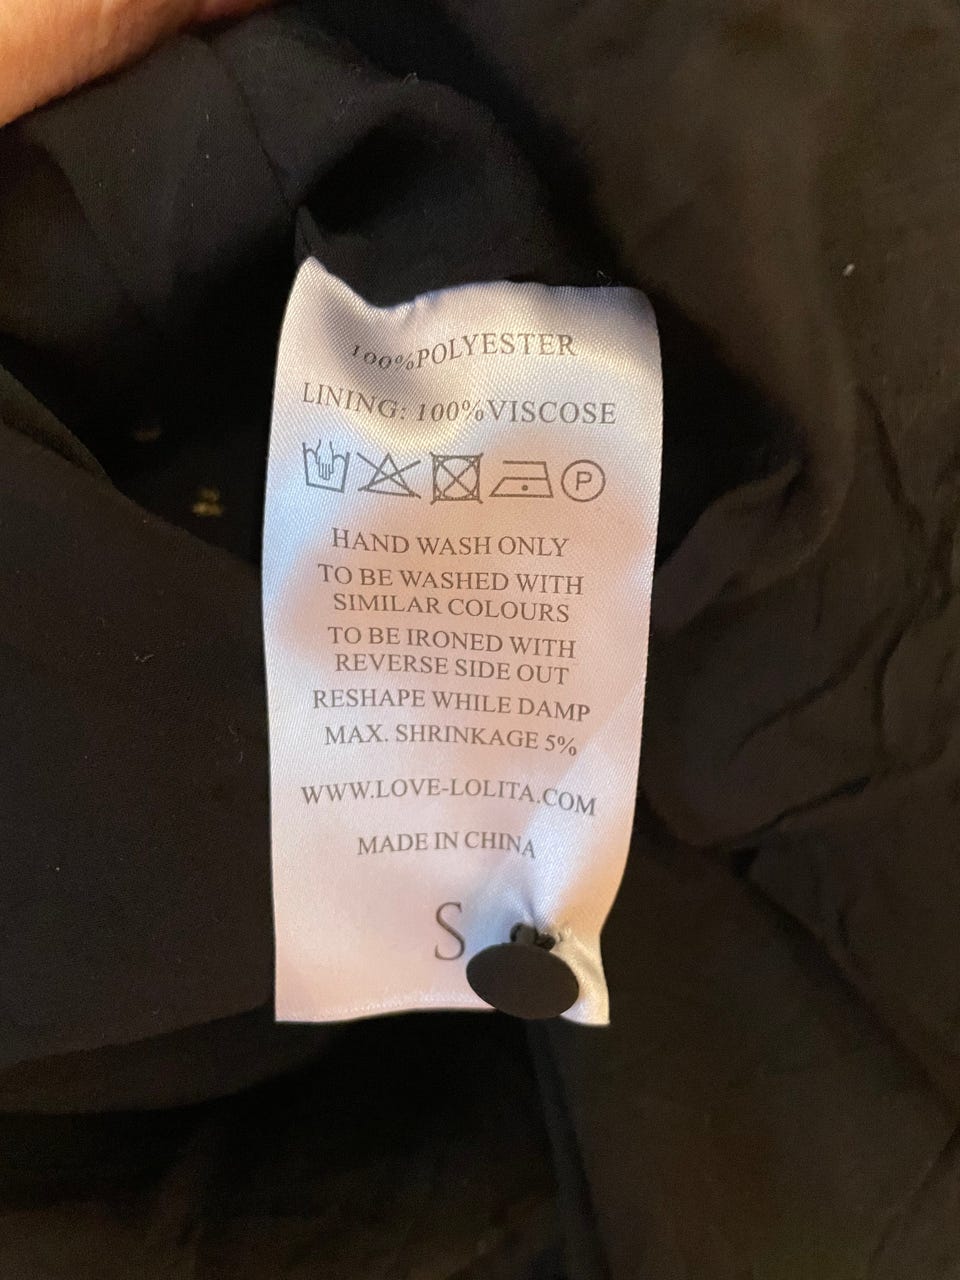 100%POLYESTER
LINING: 100%VISCOSE
P
HAND WASH ONLY
TO BE WASHED WITH
SIMILAR COLOURS
TO BE IRONED WITH
REVERSE SIDE OUT
RESHAPE WHILE DAMP
MAX. SHRINKAGE 5%
WWW.LOVE-LOLITA.COM
MADE IN CHINA
S